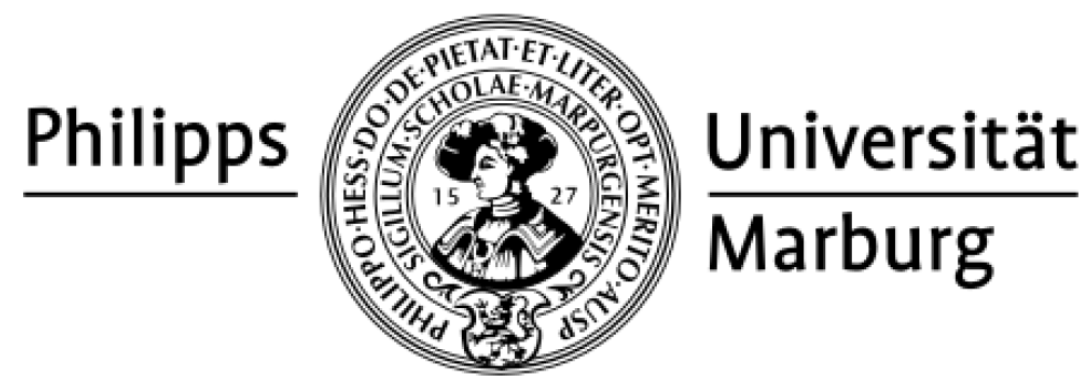 Philipps
PHILIPPO·HESS·DO·DE·PIETAT·ET·LITER·OPT·MERITO·AUSP
SIGILLUM·SCHOLAE·MARPURGENSIS
15 27
Universität
Marburg